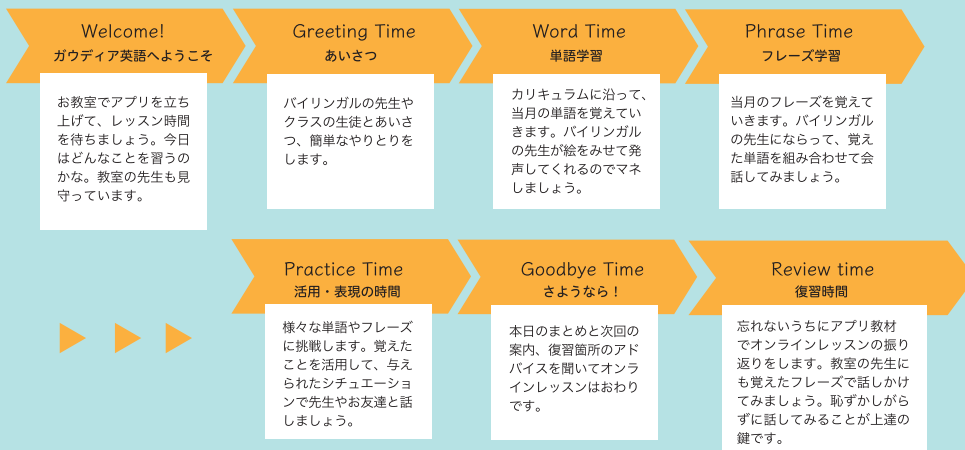 Welcome!
ガウディア英語へようこそ
お教室でアプリを立ち
上げて、レッスン時間
を待ちましょう。今日
はどんなことを習うの
かな。教室の先生も見
守っています。
Greeting Time
あいさつ
バイリンガルの先生や
クラスの生徒とあいさ
つ、簡単なやりとりを
します。
Word Time
単語学習
カリキュラムに沿って、
当月の単語を覚えてい
きます。バイリンガル
の先生が絵をみせて発
声してくれるのでマネ
しましょう。
Phrase Time
フレーズ学習
当月のフレーズを覚えて
いきます。バイリンガル
の先生にならって、覚え
た単語を組み合わせて会
話してみましょう。
Practice Time
活用・表現の時間
様々な単語やフレーズ
に挑戦します。覚えた
ことを活用して、与え
られたシチュエーショ
ンで先生やお友達と話
しましょう。
Goodbye Time
さようなら！
本日のまとめと次回の
案内、復習箇所のアド
バイスを聞いてオンラ
インレッスンはおわり
です。
Review time
復習時間
忘れないうちにアプリ教材
でオンラインレッスンの振り
返りをします。教室の先生に
も覚えたフレーズで話しかけ
てみましょう。恥ずかしがら
ずに話してみることが上達の
鍵です。